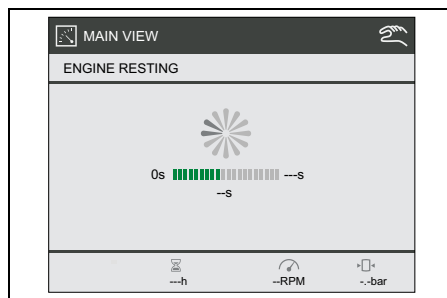 MAIN VIEW
ENGINE RESTING
0s ---s
--s
---h --RPM -.-bar